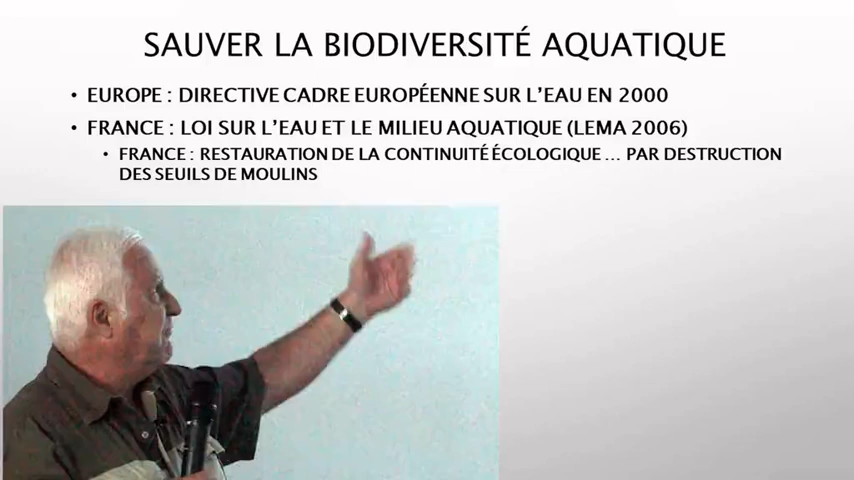 SAUVER LA BIODIVERSITÉ AQUATIQUE
• EUROPE : DIRECTIVE CADRE EUROPÉENNE SUR L'EAU EN 2000
• FRANCE : LOI SUR L'EAU ET LE MILIEU AQUATIQUE (LEMA 2006)
• FRANCE : RESTAURATION DE LA CONTINUITÉ ÉCOLOGIQUE ... PAR DESTRUCTION
DES SEUILS DE MOULINS